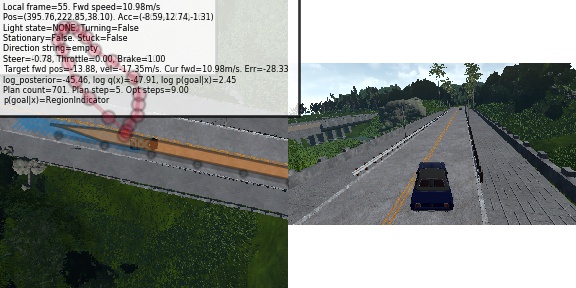 Local frame=55. Fwd speed=10.98m/s
Pos=(395.76,222.85,38.10). Acc=(-8.59,12.74,-1.31)
Light state=NONE. Turning=False
Stationary=False. Stuck=False
Direction string=empty
Steer=-0.78, Throttle=0.00, Brake=1.00
Target fwd pos=-13.88, vel=-17.35m/s. Cur fwd=10.98m/s. Err=-28.33
log_posterior=-45.46, log q(x)=-47.91, log p(goal|x)=2.45
Plan count=701. Plan step=5. Opt steps=9.00
p(goal|x)=RegionIndicator